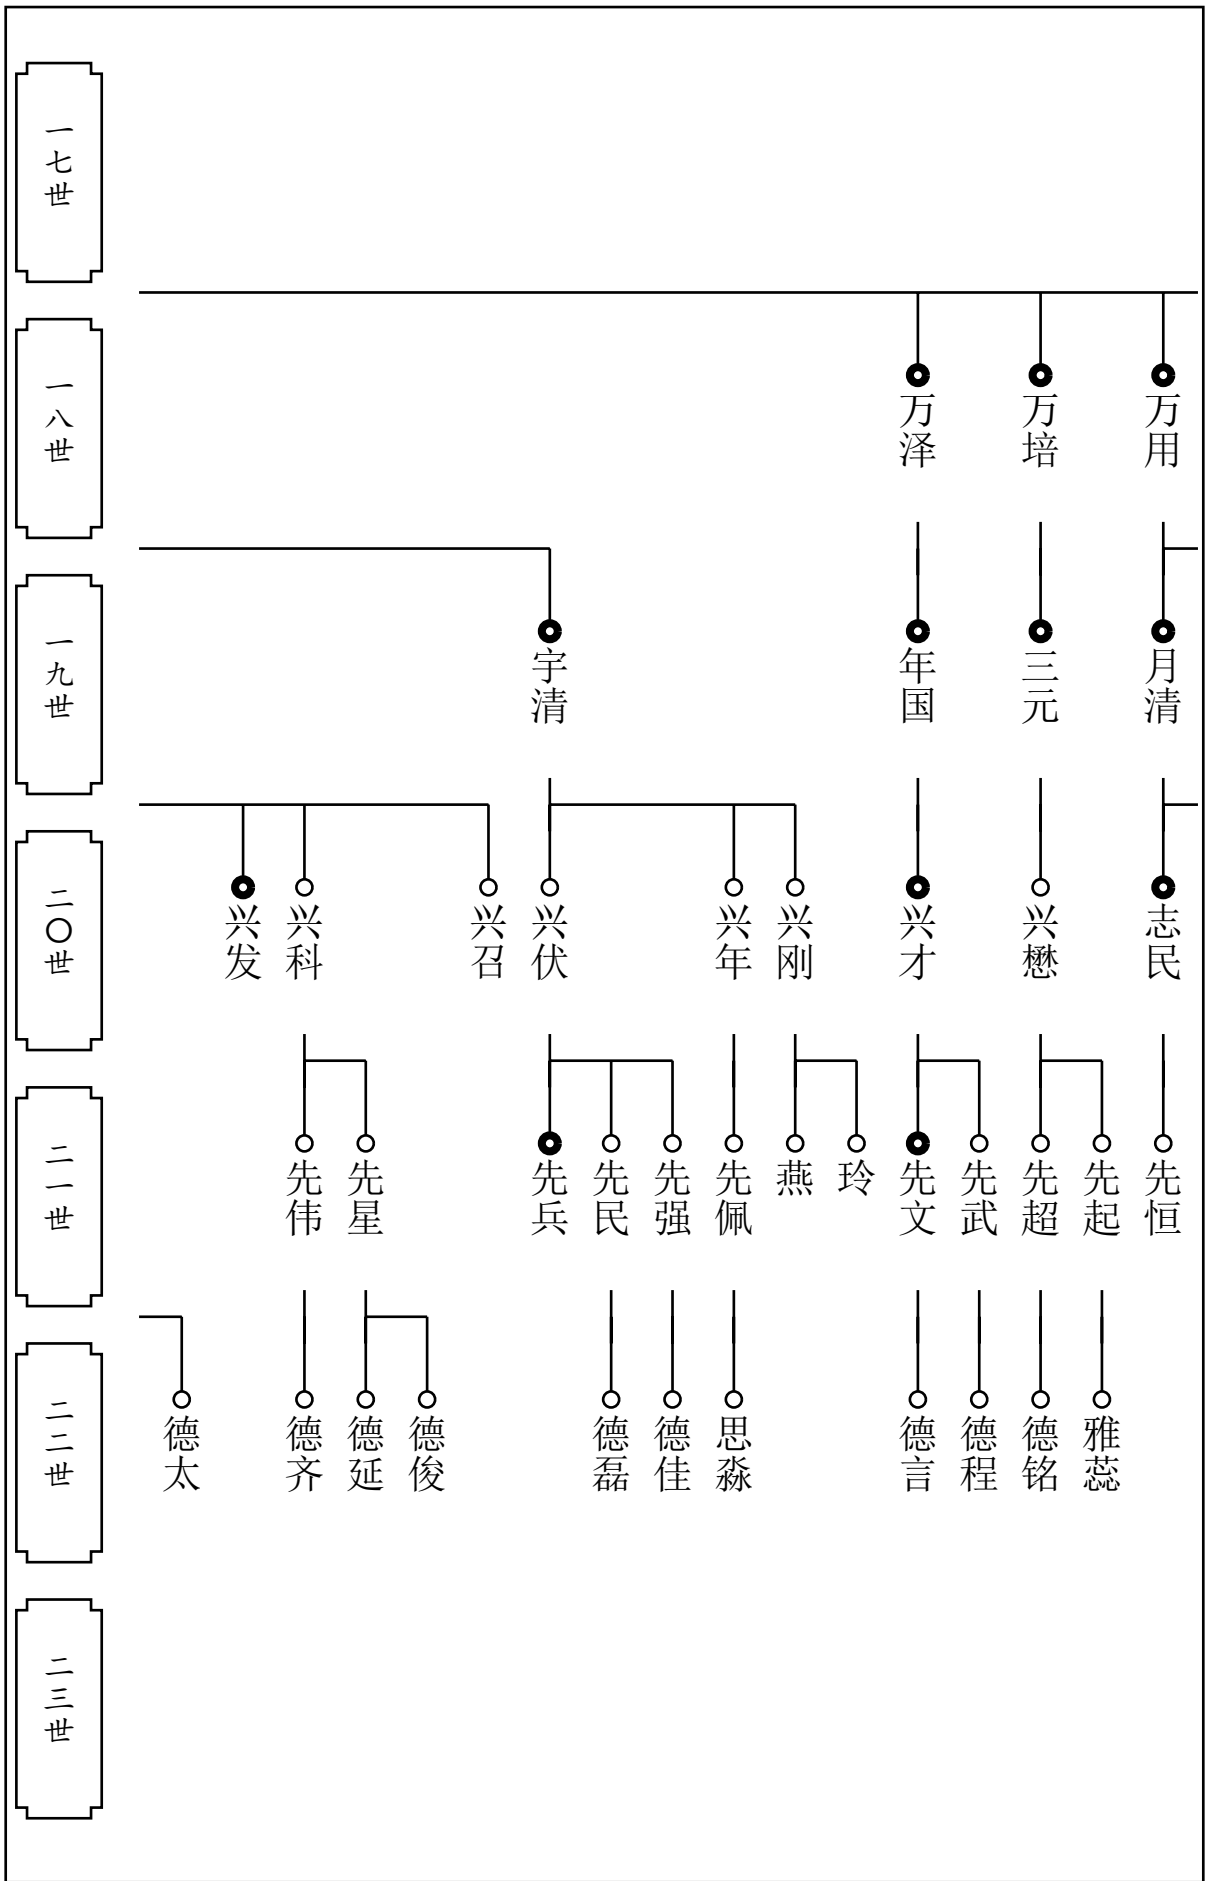 一七世
一八世
一九世
二〇世
二一世
二二世
二三世
万用
万培
万泽
月清
三元
年国
宇清
志民
兴懋
兴才
兴刚
兴年
兴伏
兴召
兴科
兴发
先恒
先起
先超
先武
先文
玲
燕
先佩
先强
先民
先兵
先星
先伟
雅蕊
德铭
德程
德言
思淼
德佳
德磊
德俊
德延
德齐
德太